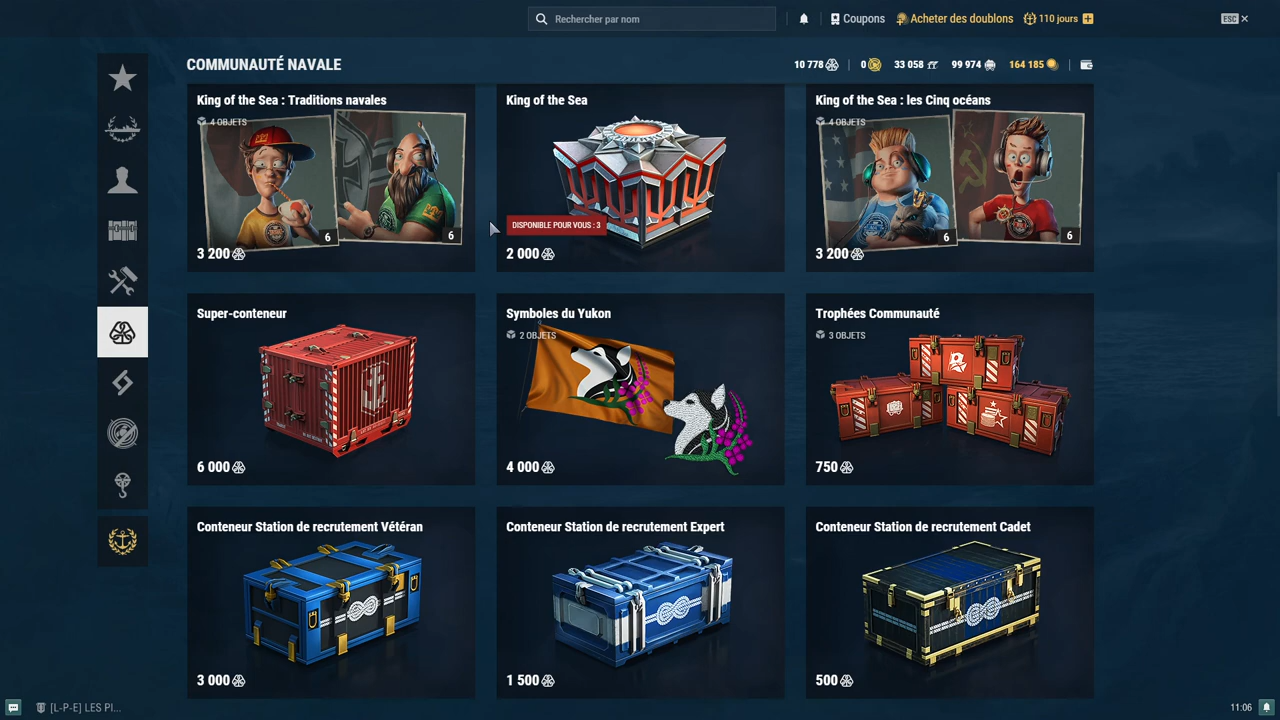 Rechercher par nom
Coupons
Acheter des doublons
110 jours
ESC
COMMUNAUTÉ NAVALE
10 778
0
33 058
99 974
164 185
King of the Sea : Traditions navales
4 OBJETS
6
6
3 200
King of the Sea
DISPONIBLE POUR VOUS : 3
2 000
King of the Sea : les Cinq océans
4 OBJETS
6
6
3 200
Super-conteneur
6 000
Symboles du Yukon
2 OBJETS
4 000
Trophées Communauté
3 OBJETS
750
Conteneur Station de recrutement Vétéran
3 000
Conteneur Station de recrutement Expert
1 500
Conteneur Station de recrutement Cadet
500
[L-P-E] LES PI...
11:06